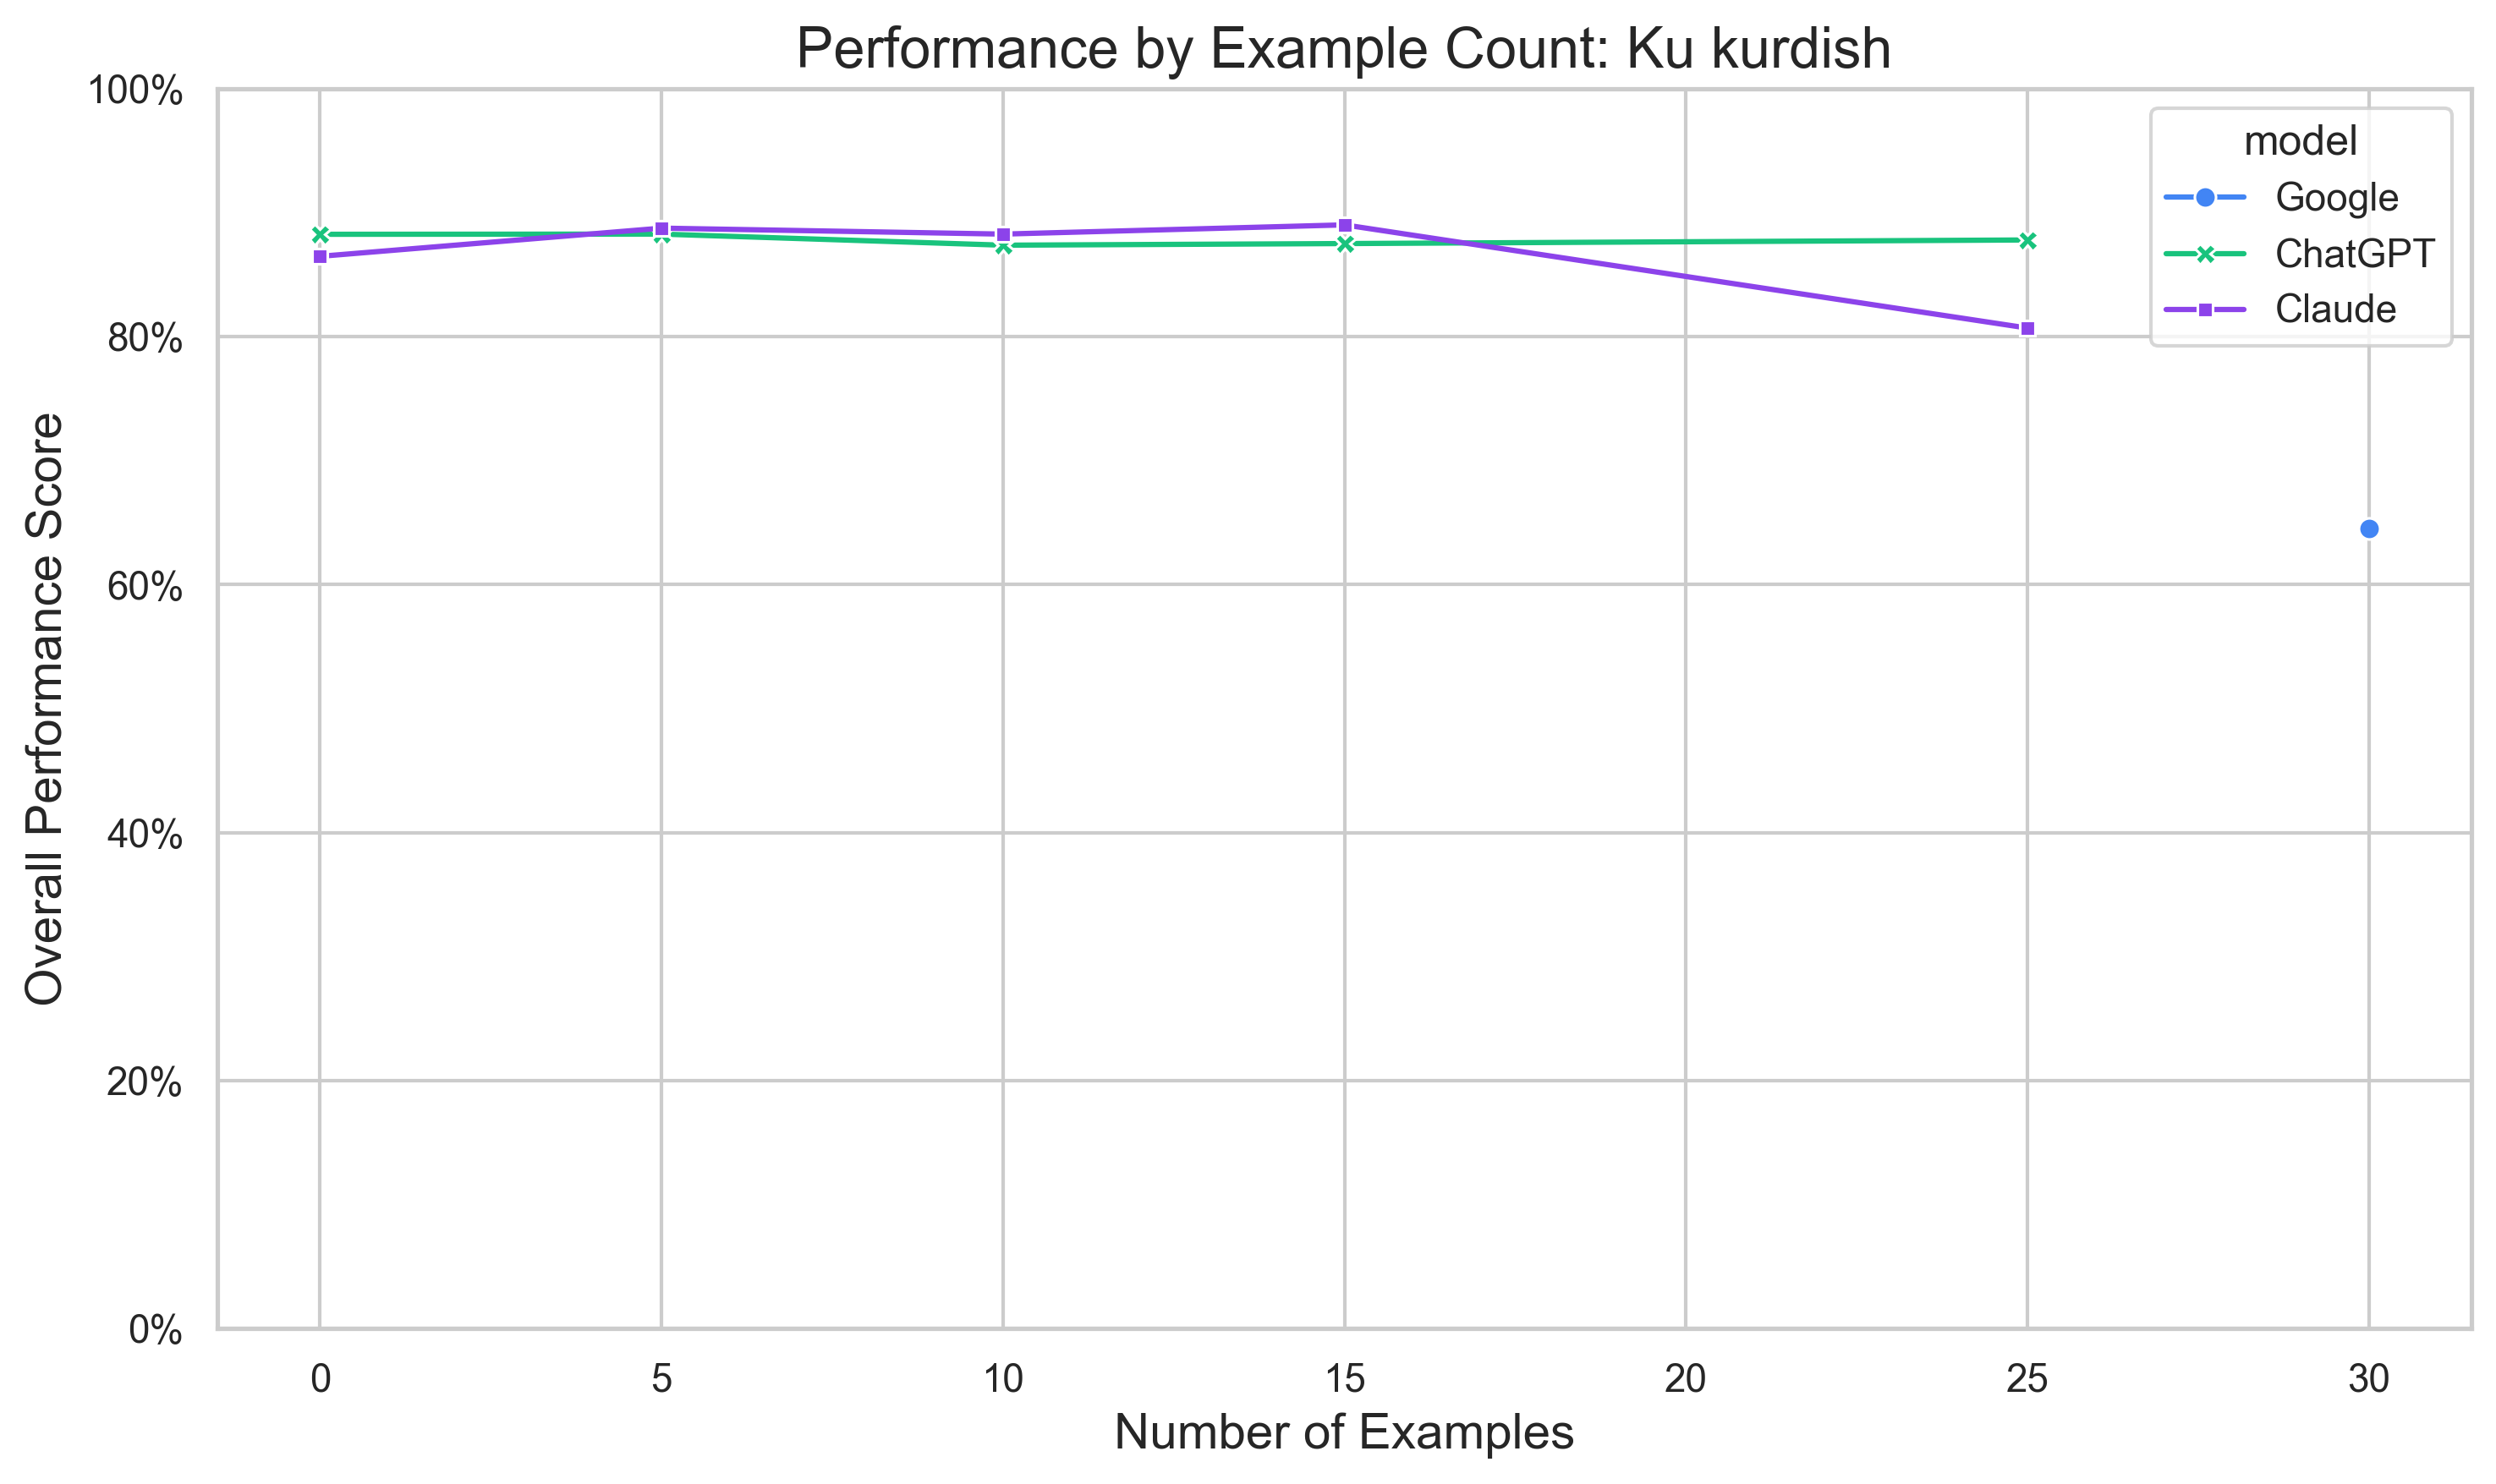 Performance by Example Count: Ku kurdish
100%
80%
60%
40%
20%
0%
Overall Performance Score
model
Google
ChatGPT
Claude
0 5 10 15 20 25 30
Number of Examples